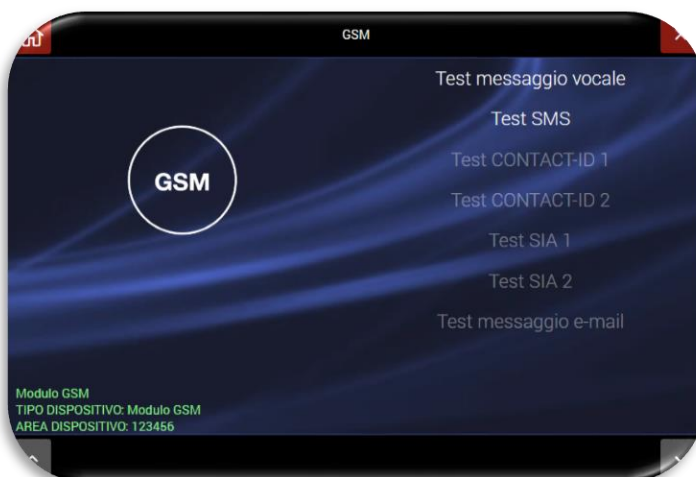 GSM
Test messaggio vocale
Test SMS
GSM
Test CONTACT-ID 1
Test CONTACT-ID 2
Test SIA 1
Test SIA 2
Test messaggio e-mail
Modulo GSM
TIPO DISPOSITIVO: Modulo GSM
AREA DISPOSITIVO: 123456